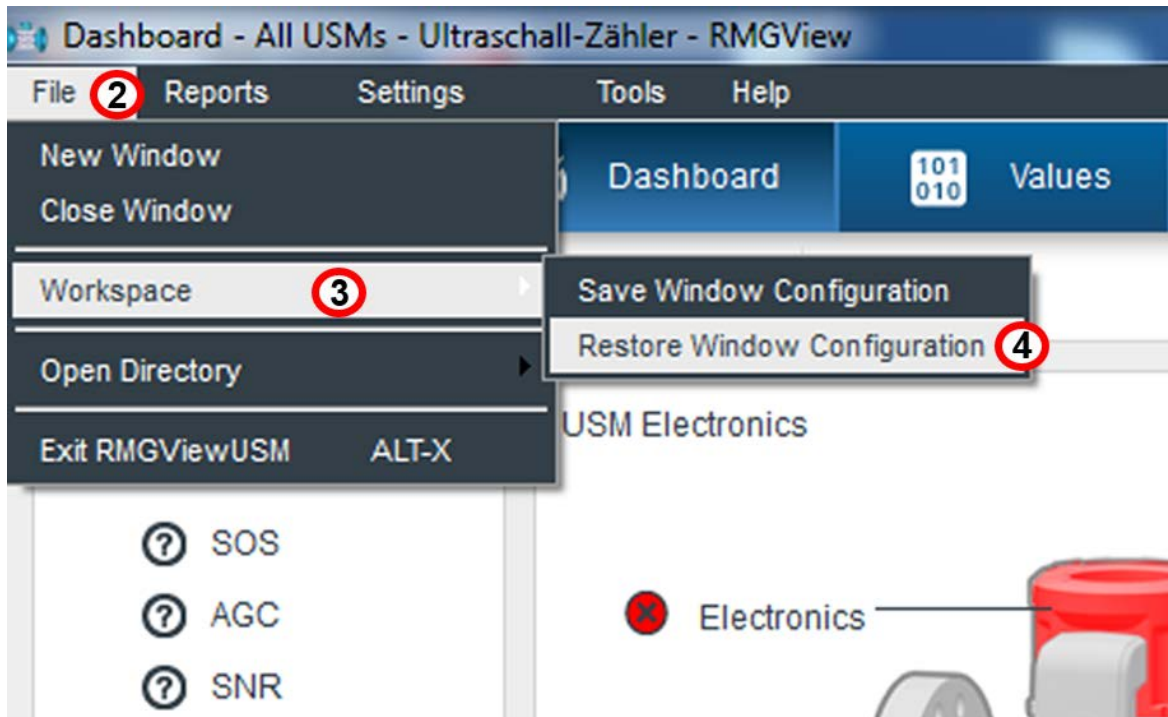 Dashboard - All USMs - Ultraschall-Zähler - RMGView
File 2 Reports Settings Tools Help
New Window
Close Window
Workspace 3
Open Directory
Exit RMGViewUSM ALT-X
Save Window Configuration
Restore Window Configuration 4
Dashboard
101
010
Values
USM Electronics
? SOS
? AGC
? SNR
Electronics